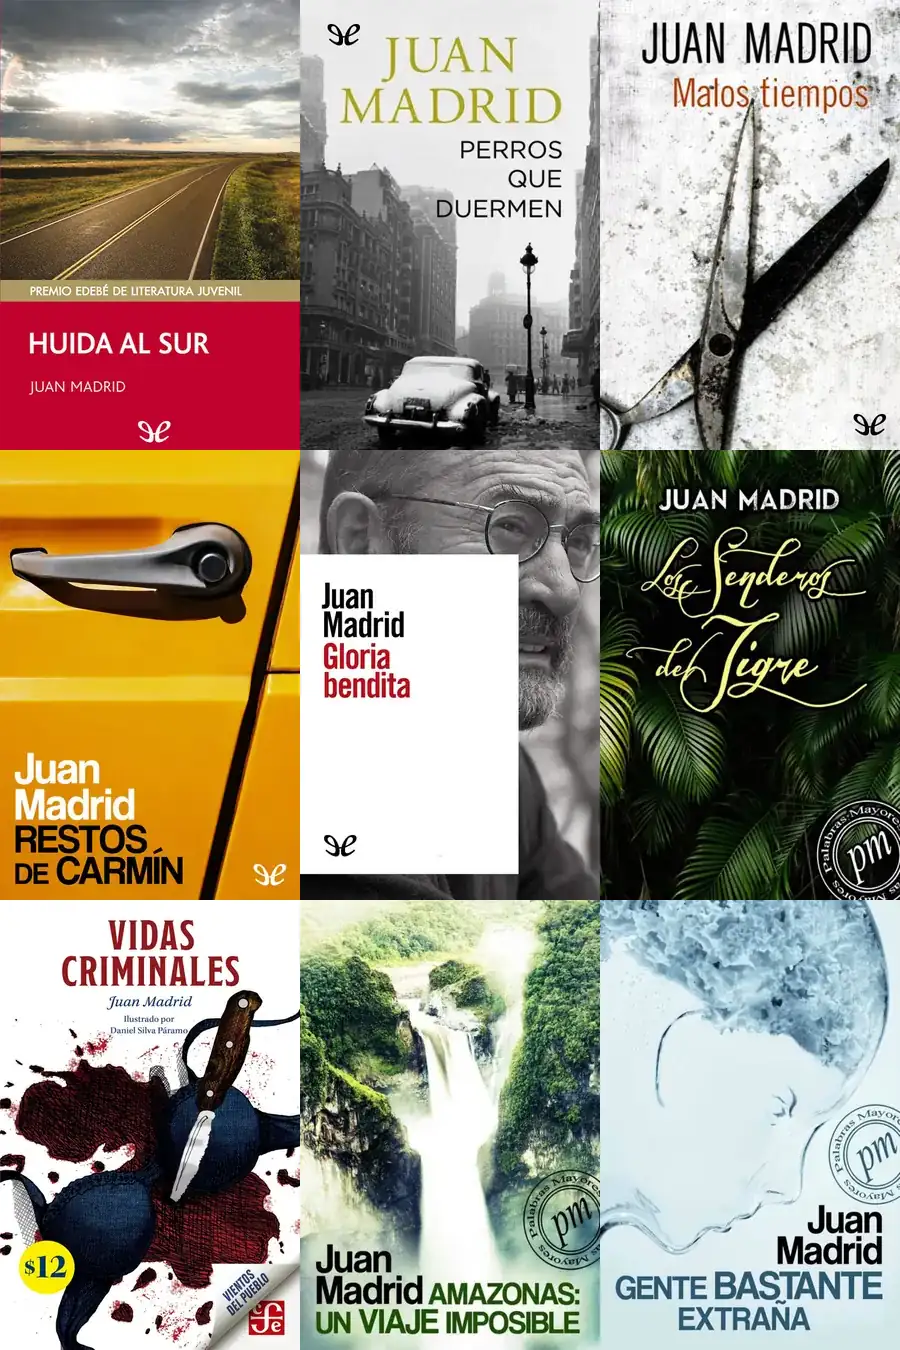 PREMIO EDEBÉ DE LITERATURA JUVENIL
HUIDA AL SUR
JUAN MADRID
JUAN
MADRID
PERROS
QUE
DUERMEN
JUAN MADRID
Malos tiempos
Juan
Madrid
RESTOS
DE CARMÍN
Juan
Madrid
Gloria
bendita
JUAN MADRID
Los Senderos
del Tigre
Palabras Mayores
pm
VIDAS
CRIMINALES
Juan Madrid
Ilustrado por
Daniel Silva Páramo
$12
VIENTOS
DEL PUEBLO
cfe
Juan
Madrid AMAZONAS:
UN VIAJE IMPOSIBLE
Palabras Mayores
pm
Juan
Madrid
GENTE BASTANTE
EXTRAÑA
Palabras Mayores
pm